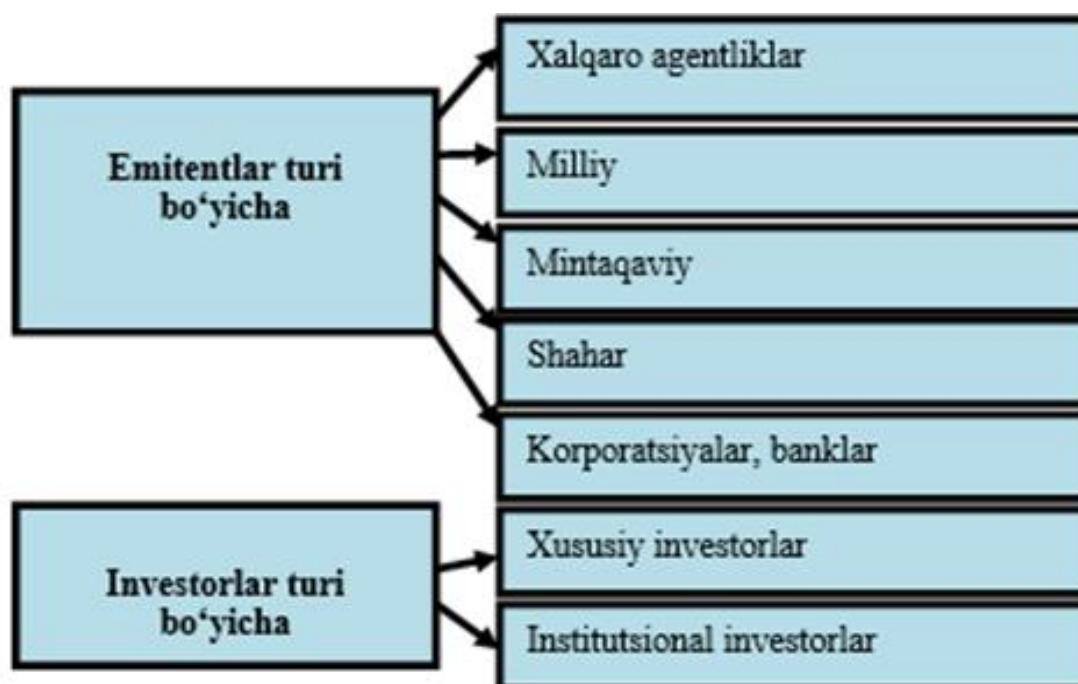 Emitentlar turi
bo‘yicha
Xalqaro agentliklar
Milliy
Mintaqaviy
Shahar
Korporatsiyalar, banklar
Investorlar turi
bo‘yicha
Xususiy investorlar
Institutsional investorlar